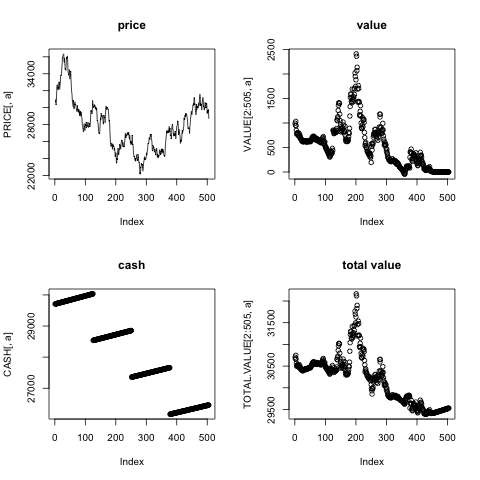 price
PRICE[, a]
22000 25000 28000 34000
0 100 200 300 400 500
Index
value
VALUE[2:505, a]
0 500 1500 2500
0 100 200 300 400 500
Index
cash
CASH[, a]
27000 29000
0 100 200 300 400 500
Index
total value
TOTAL.VALUE[2:505, a]
29500 30500 31500
0 100 200 300 400 500
Index